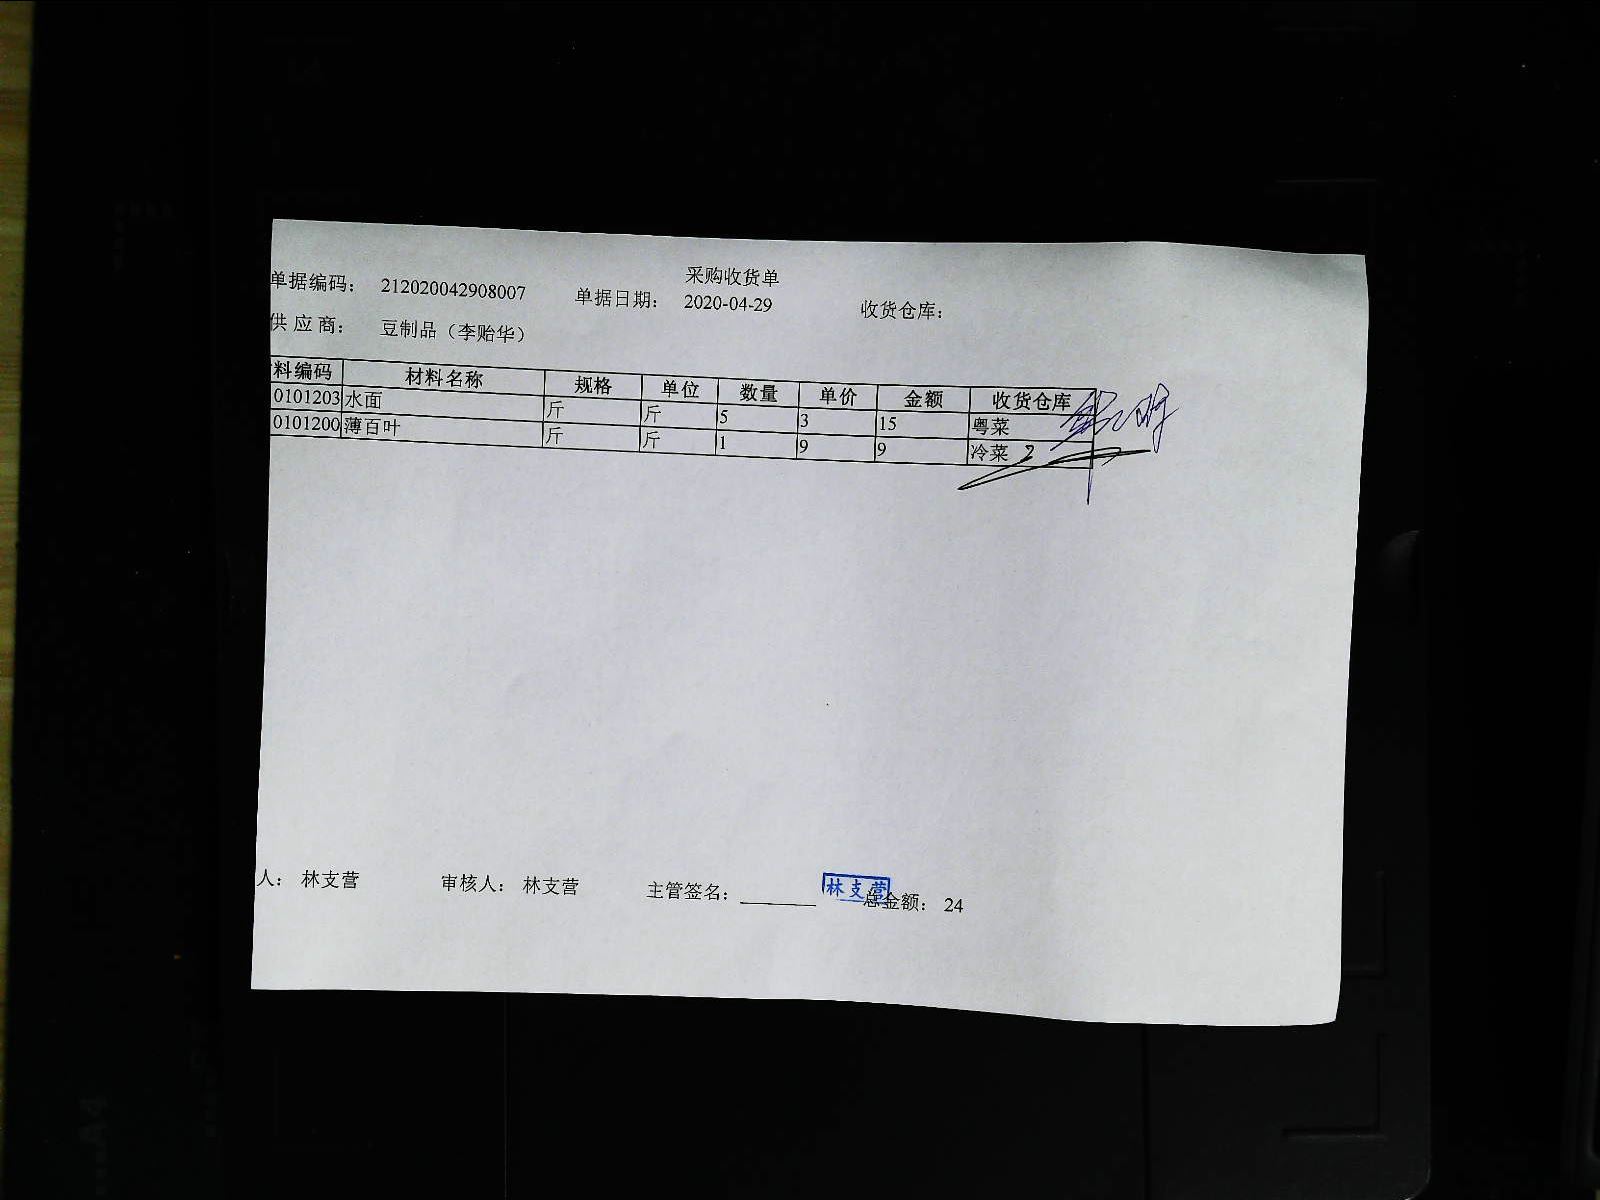 采购收货单
单据编码： 212020042908007 单据日期： 2020-04-29 收货仓库：
供应商： 豆制品（李贻华）
料编码 材料名称 规格 单位 数量 单价 金额 收货仓库
0101203 水面 斤 斤 5 3 15 粤菜
0101200 薄百叶 斤 斤 1 9 9 冷菜
人： 林支营 审核人： 林支营 主管签名： 林支营 总金额： 24